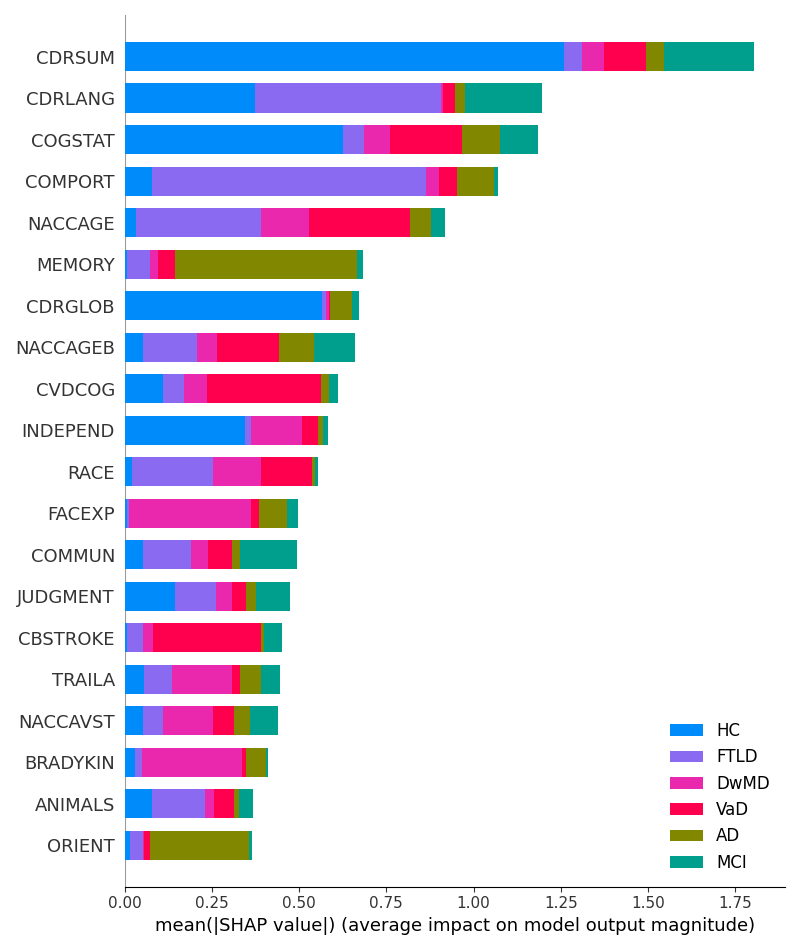 CDRSUM
CDRLANG
COGSTAT
COMPORT
NACCAGE
MEMORY
CDRGLOB
NACCAGEB
CVDCOG
INDEPEND
RACE
FACEXP
COMMUN
JUDGMENT
CBSTROKE
TRAILA
NACCAVST
BRADYKIN
ANIMALS
ORIENT
HC
FTLD
DwMD
VaD
AD
MCI
0.00 0.25 0.50 0.75 1.00 1.25 1.50 1.75
mean(|SHAP value|) (average impact on model output magnitude)